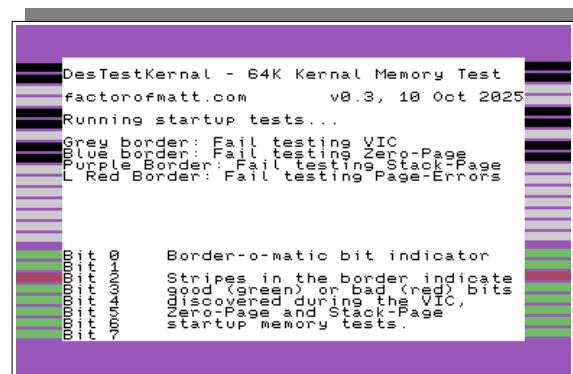 DesTestKernal - 64K Kernal Memory Test
factorofmatt.com v0.3, 10 Oct 2025
Running startup tests...
Grey border: Fail testing VIC
Blue border: Fail testing Zero-Page
Purple Border: Fail testing Stack-Page
L Red Border: Fail testing Page-Errors
Bit 0 Border-o-matic bit indicator
Bit 1
Bit 2 Stripes in the border indicate
Bit 3 good (green) or bad (red) bits
Bit 4 discovered during the VIC,
Bit 5 Zero-Page and Stack-Page
Bit 6 startup memory tests.
Bit 7